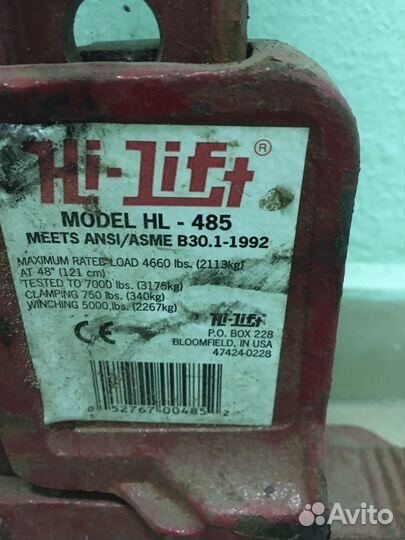 Hi-Lift ®
MODEL HL - 485
MEETS ANSI/ASME B30.1-1992
MAXIMUM RATED LOAD 4660 lbs. (2113kg)
AT 48" (121 cm)
TESTED TO 7000 lbs. (3175kg)
CLAMPING 750 lbs. (340kg)
WINCHING 5000 lbs. (2267kg)
CE
Hi-Lift
P.O. BOX 228
BLOOMFIELD, IN USA
47424-0228
8 52767 00485 2
Avito